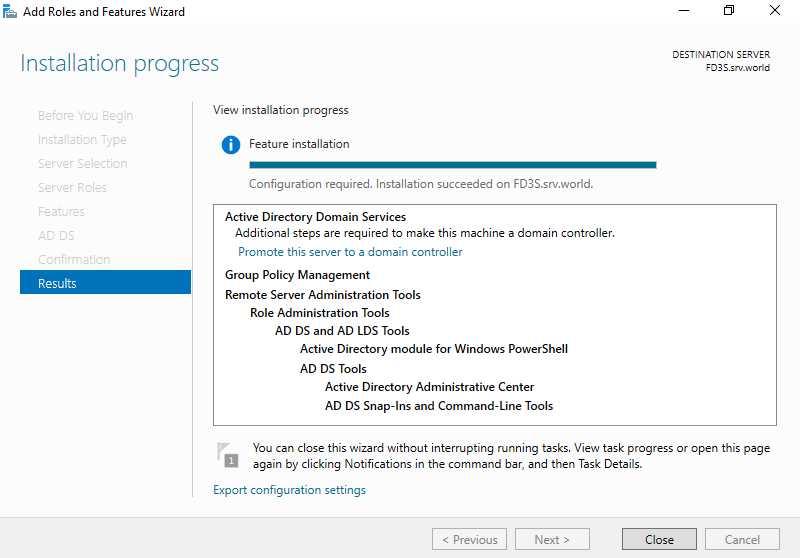 Add Roles and Features Wizard
Installation progress
DESTINATION SERVER
FD3S.srv.world
Before You Begin
Installation Type
Server Selection
Server Roles
Features
AD DS
Confirmation
Results
View installation progress
Feature installation
Configuration required. Installation succeeded on FD3S.srv.world.
Active Directory Domain Services
Additional steps are required to make this machine a domain controller.
Promote this server to a domain controller
Group Policy Management
Remote Server Administration Tools
Role Administration Tools
AD DS and AD LDS Tools
Active Directory module for Windows PowerShell
AD DS Tools
Active Directory Administrative Center
AD DS Snap-Ins and Command-Line Tools
1
You can close this wizard without interrupting running tasks. View task progress or open this page
again by clicking Notifications in the command bar, and then Task Details.
Export configuration settings
< Previous
Next >
Close
Cancel